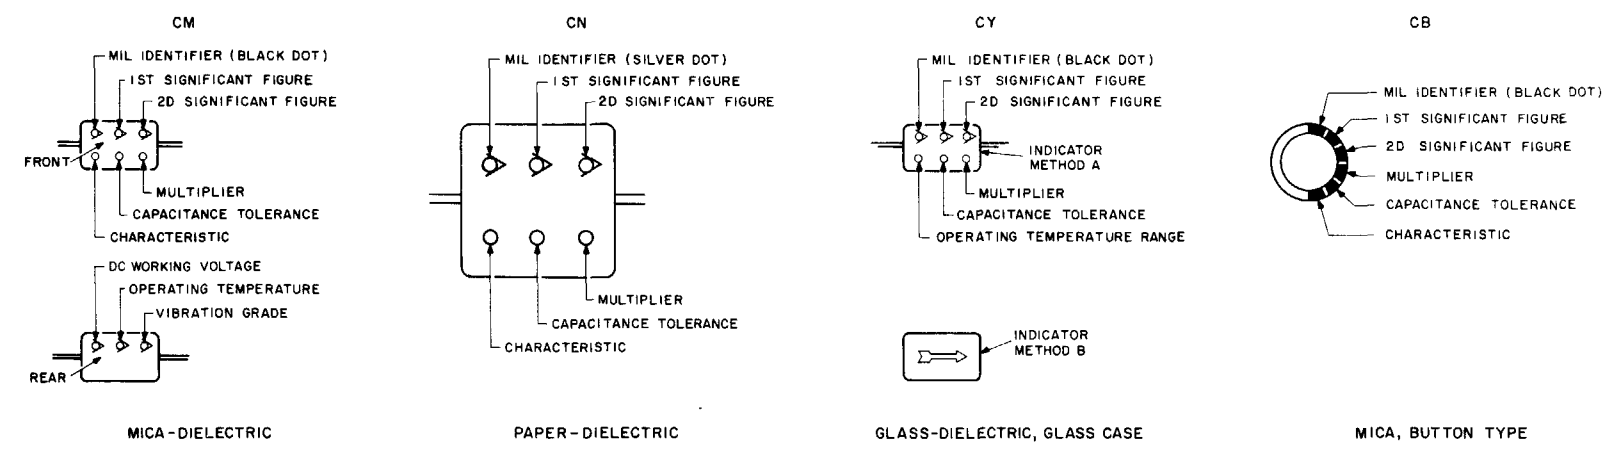 CM
MIL IDENTIFIER (BLACK DOT)
1ST SIGNIFICANT FIGURE
2D SIGNIFICANT FIGURE
FRONT
MULTIPLIER
CAPACITANCE TOLERANCE
CHARACTERISTIC
DC WORKING VOLTAGE
OPERATING TEMPERATURE
VIBRATION GRADE
REAR
MICA-DIELECTRIC
CN
MIL IDENTIFIER (SILVER DOT)
1ST SIGNIFICANT FIGURE
2D SIGNIFICANT FIGURE
MULTIPLIER
CAPACITANCE TOLERANCE
CHARACTERISTIC
PAPER-DIELECTRIC
CY
MIL IDENTIFIER (BLACK DOT)
1ST SIGNIFICANT FIGURE
2D SIGNIFICANT FIGURE
INDICATOR
METHOD A
MULTIPLIER
CAPACITANCE TOLERANCE
OPERATING TEMPERATURE RANGE
INDICATOR
METHOD B
GLASS-DIELECTRIC, GLASS CASE
CB
MIL IDENTIFIER (BLACK DOT)
1ST SIGNIFICANT FIGURE
2D SIGNIFICANT FIGURE
MULTIPLIER
CAPACITANCE TOLERANCE
CHARACTERISTIC
MICA, BUTTON TYPE